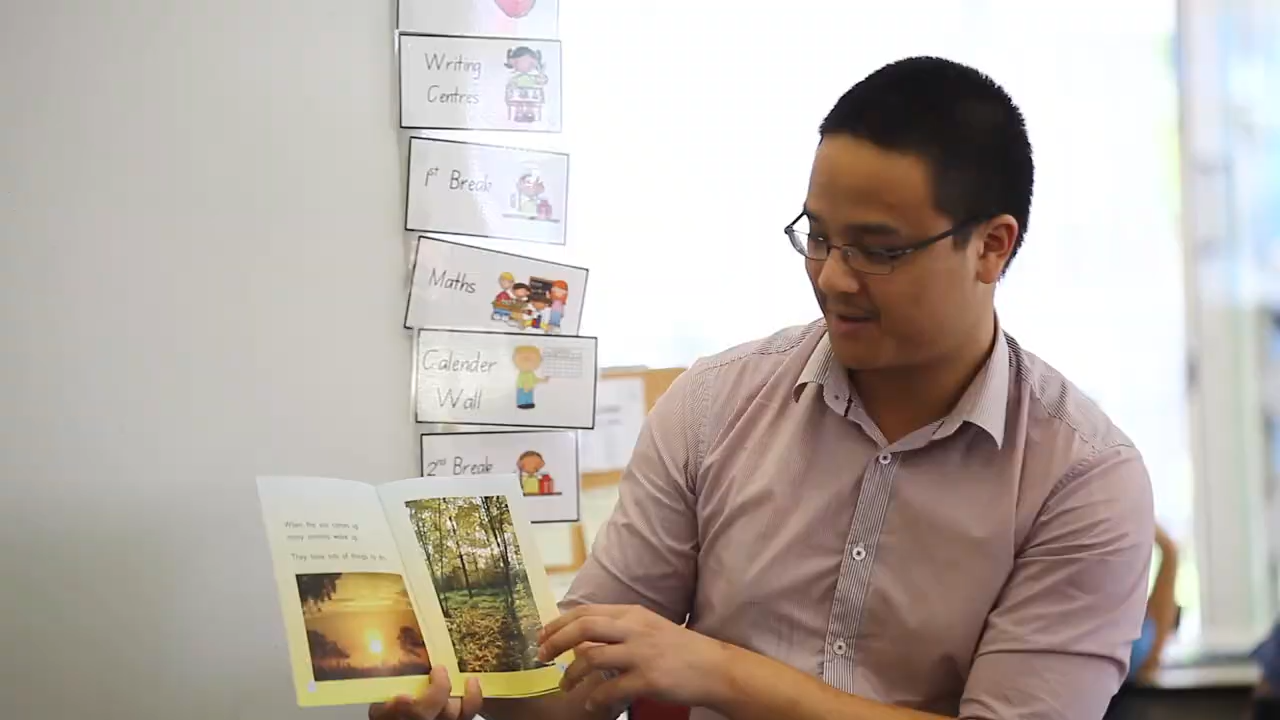 Writing
Centres
1st Break
Maths
Calender
Wall
2nd Break
When the sun comes up
many animals wake up.
They have lots of things to do.